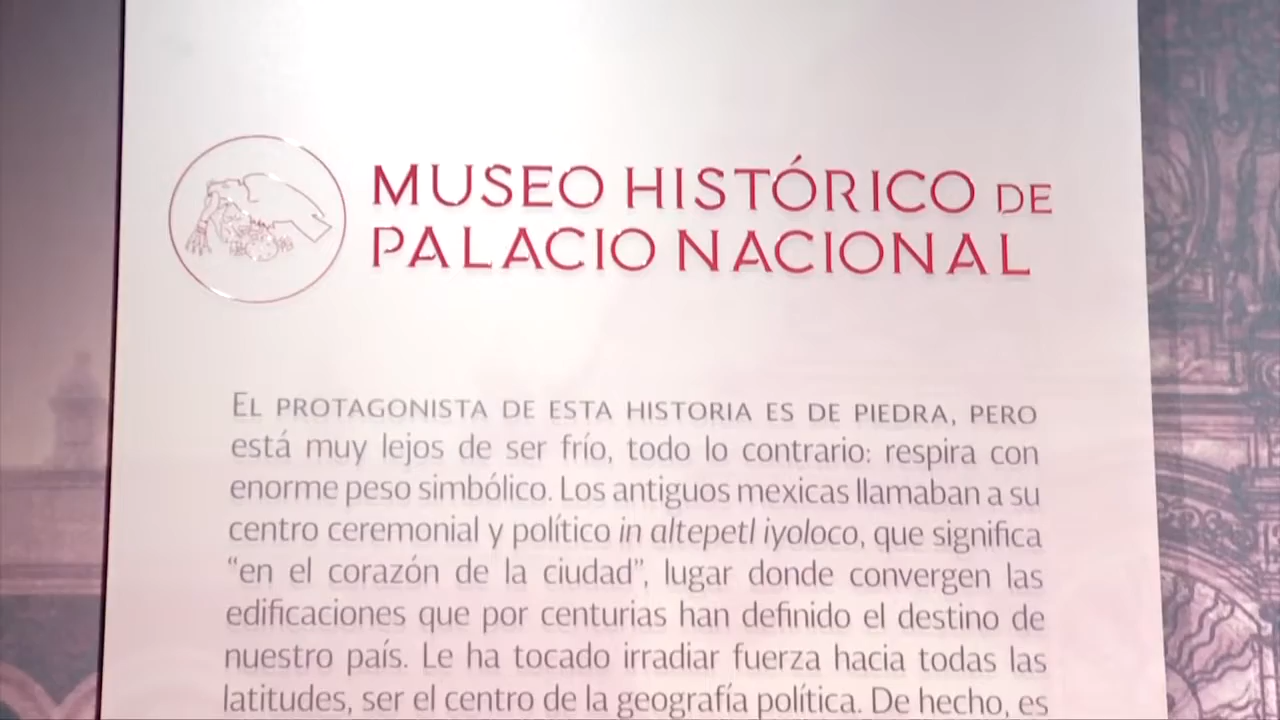 MUSEO HISTÓRICO DE
PALACIO NACIONAL
EL PROTAGONISTA DE ESTA HISTORIA ES DE PIEDRA, PERO
está muy lejos de ser frío, todo lo contrario: respira con
enorme peso simbólico. Los antiguos mexicas llamaban a su
centro ceremonial y político in altepetl iyoloco, que significa
“en el corazón de la ciudad”, lugar donde convergen las
edificaciones que por centurias han definido el destino de
nuestro país. Le ha tocado irradiar fuerza hacia todas las
latitudes, ser el centro de la geografía política. De hecho, es